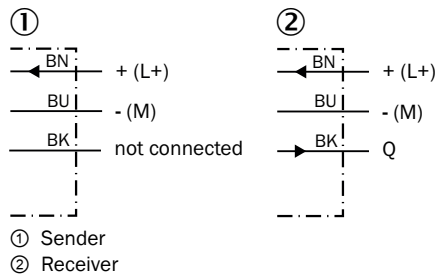 ① ②
BN + (L+) BN + (L+)
BU - (M) BU - (M)
BK not connected BK Q
① Sender
② Receiver